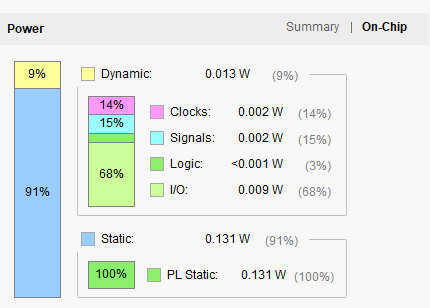 Power Summary | On-Chip
9% Dynamic: 0.013 W (9%)
14% Clocks: 0.002 W (14%)
15% Signals: 0.002 W (15%)
Logic: <0.001 W (3%)
68% I/O: 0.009 W (68%)
91%
Static: 0.131 W (91%)
100% PL Static: 0.131 W (100%)